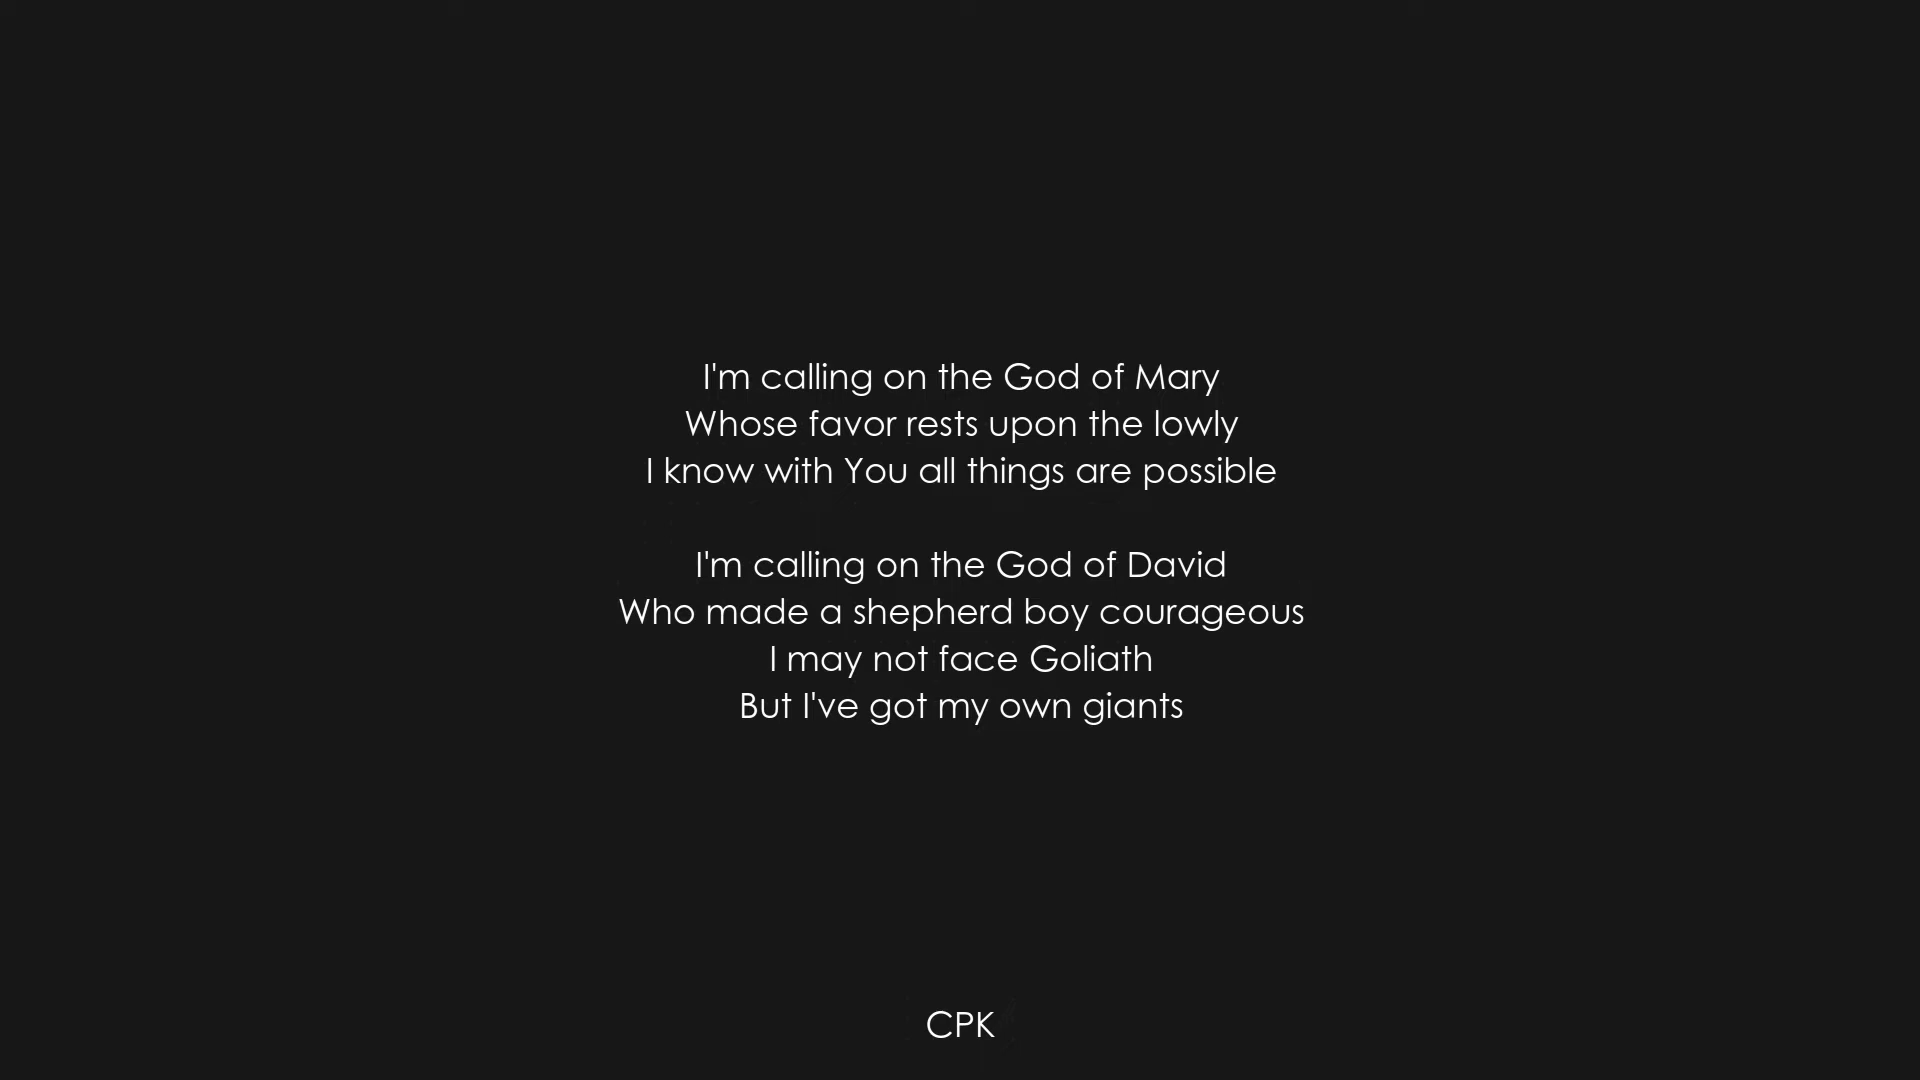 I'm calling on the God of Mary
Whose favor rests upon the lowly
I know with You all things are possible
I'm calling on the God of David
Who made a shepherd boy courageous
I may not face Goliath
But I've got my own giants
CPK